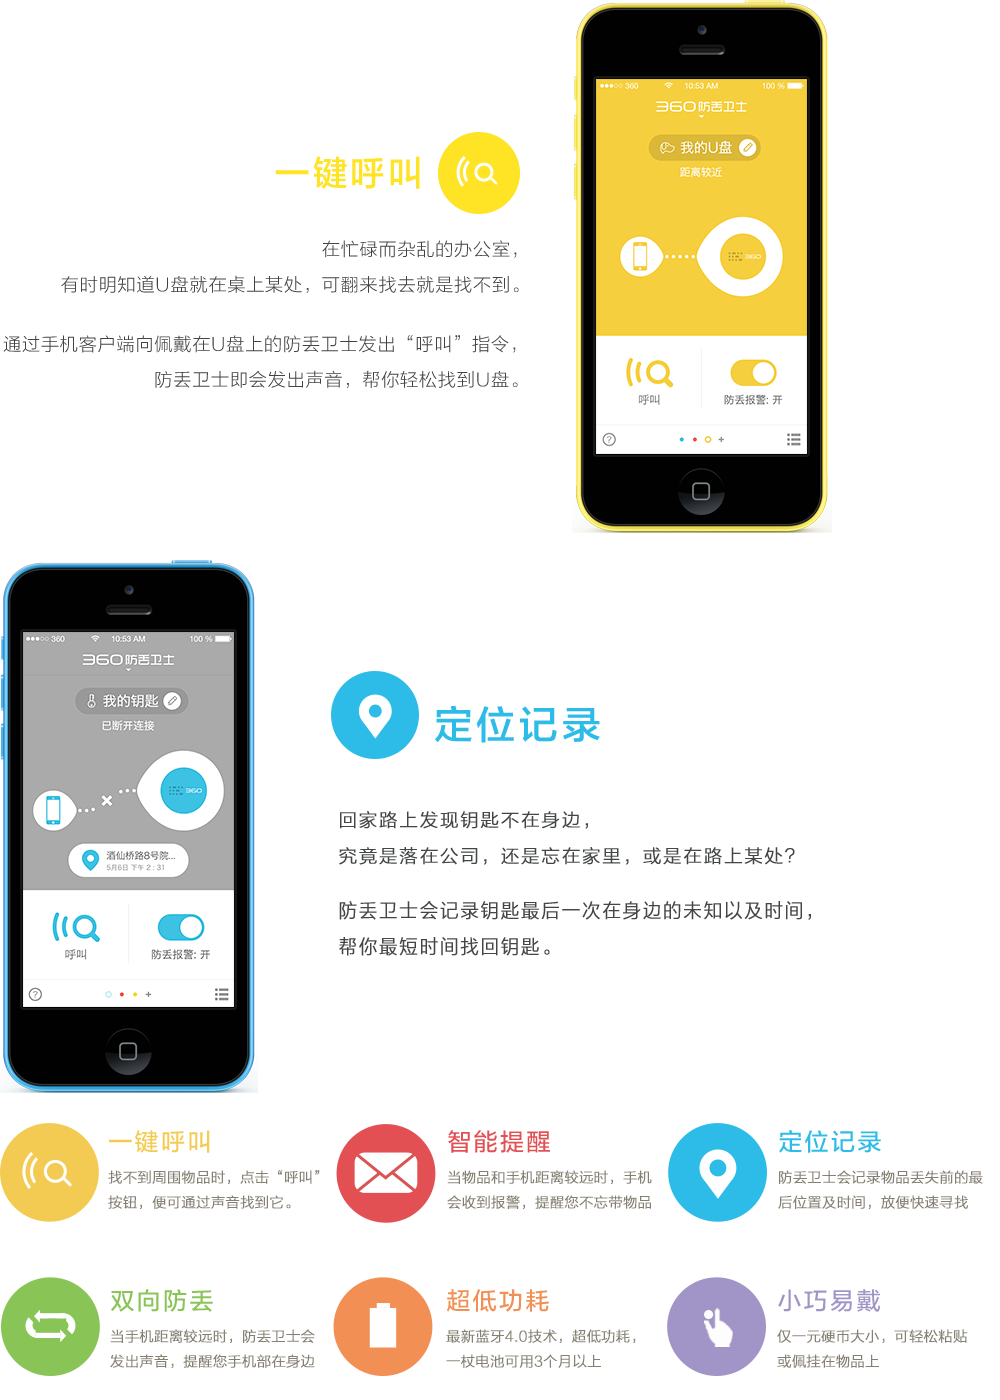 360
10:53 AM
100 %
360防丢卫士
我的U盘
距离较近
一键呼叫
在忙碌而杂乱的办公室，
有时明知道U盘就在桌上某处，可翻来找去就是找不到。
通过手机客户端向佩戴在U盘上的防丢卫士发出“呼叫”指令，
防丢卫士即会发出声音，帮你轻松找到U盘。
360
呼叫
防丢报警: 开
?
360
10:53 AM
100 %
360防丢卫士
我的钥匙
已断开连接
360
酒仙桥路8号院...
5月6日 下午 2 : 31
呼叫
防丢报警: 开
?
定位记录
回家路上发现钥匙不在身边，
究竟是落在公司，还是忘在家里，或是在路上某处？
防丢卫士会记录钥匙最后一次在身边的未知以及时间，
帮你最短时间找回钥匙。
一键呼叫
找不到周围物品时，点击“呼叫”
按钮，便可通过声音找到它。
智能提醒
当物品和手机距离较远时，手机
会收到报警，提醒您不忘带物品
定位记录
防丢卫士会记录物品丢失前的最
后位置及时间，放便快速寻找
双向防丢
当手机距离较远时，防丢卫士会
发出声音，提醒您手机部在身边
超低功耗
最新蓝牙4.0技术，超低功耗，
一杖电池可用3个月以上
小巧易戴
仅一元硬币大小，可轻松粘贴
或佩挂在物品上